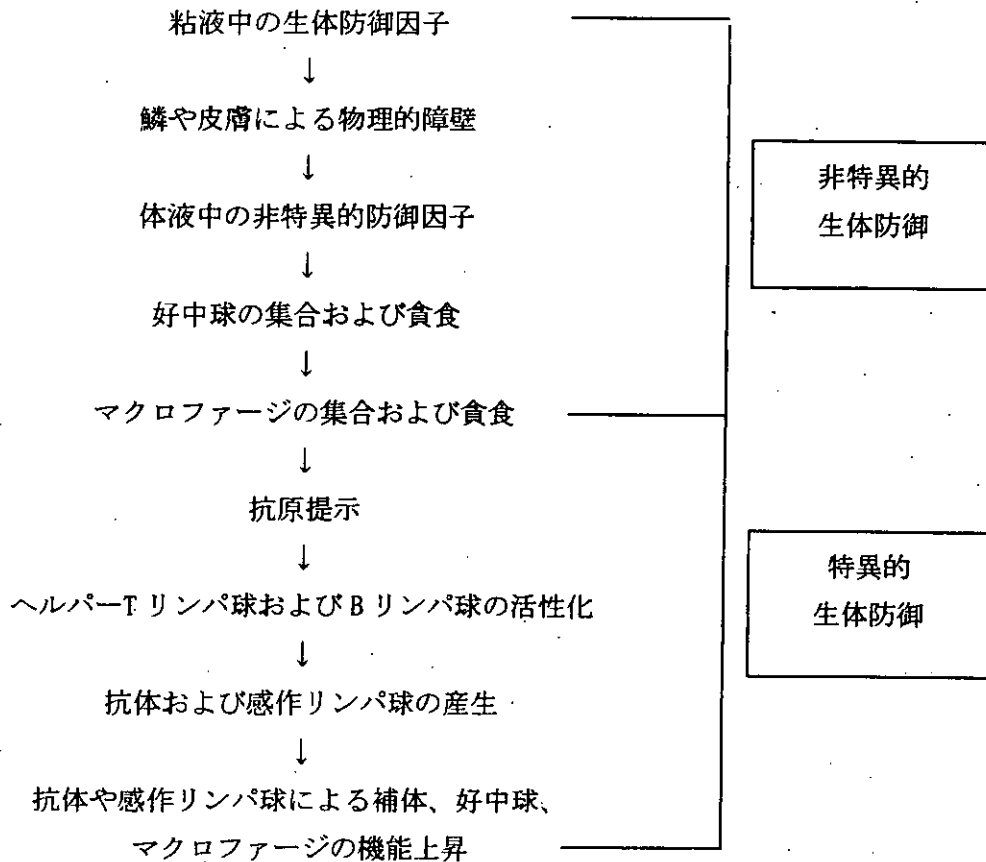 粘液中の生体防御因子
↓
鱗や皮膚による物理的障壁
↓
体液中の非特異的防御因子
↓
好中球の集合および貪食
↓
マクロファージの集合および貪食
↓
抗原提示
↓
ヘルパーT リンパ球および B リンパ球の活性化
↓
抗体および感作リンパ球の産生
↓
抗体や感作リンパ球による補体、好中球、
マクロファージの機能上昇
非特異的
生体防御
特異的
生体防御